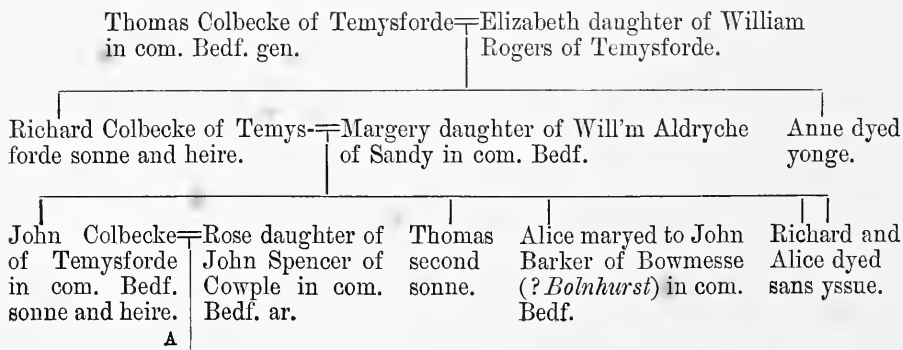 Thomas Colbecke of Temysforde
in com. Bedf. gen.
Elizabeth daughter of William
Rogers of Temysforde.
Richard Colbecke of Temys-
forde sonne and heire.
Margery daughter of Will'm Aldryche
of Sandy in com. Bedf.
Anne dyed
yonge.
John Colbecke
of Temysforde
in com. Bedf.
sonne and heire.
A
Rose daughter of
John Spencer of
Cowple in com.
Bedf. ar.
Thomas
second
sonne.
Alice maryed to John
Barker of Bowmesse
(? Bolnhurst) in com.
Bedf.
Richard and
Alice dyed
sans yssue.